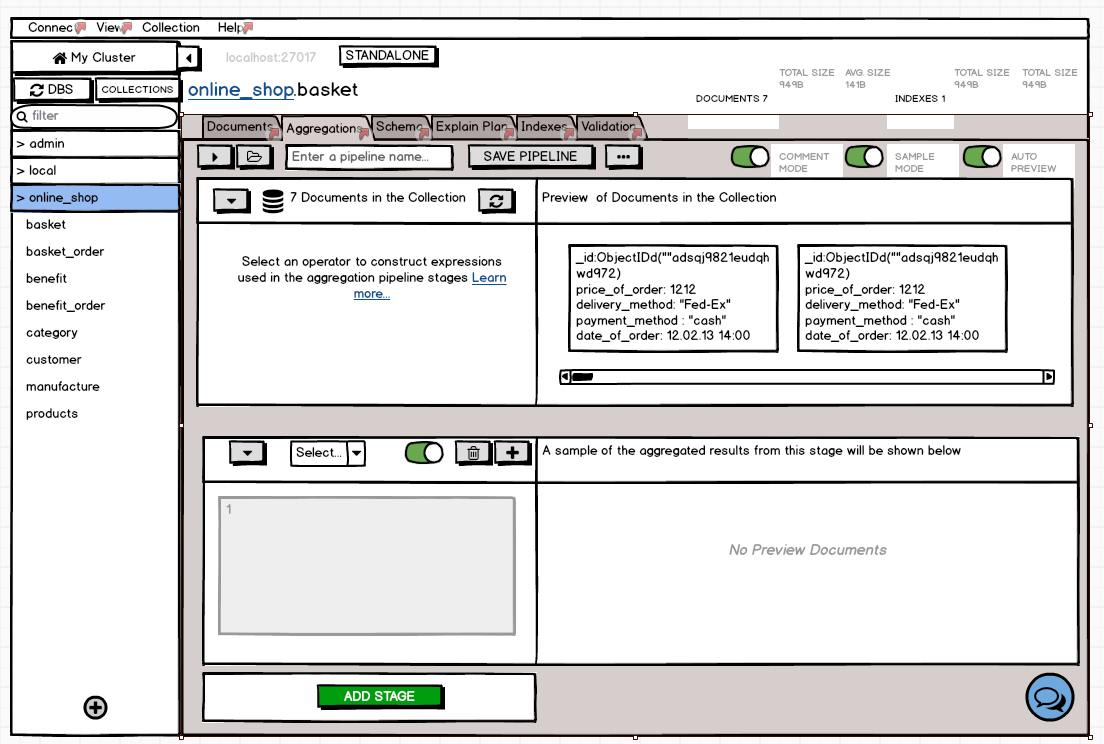 Connect View Collection Help
My Cluster
localhost:27017 STANDALONE
DBS COLLECTIONS
online_shop.basket
TOTAL SIZE AVG. SIZE TOTAL SIZE TOTAL SIZE
949B 141B 949B 949B
DOCUMENTS 7 INDEXES 1
filter
> admin
> local
> online_shop
basket
basket_order
benefit
benefit_order
category
customer
manufacture
products
Documents Aggregations Schema Explain Plan Indexes Validation
Enter a pipeline name... SAVE PIPELINE ...
COMMENT
MODE
SAMPLE
MODE
AUTO
PREVIEW
7 Documents in the Collection
Preview of Documents in the Collection
Select an operator to construct expressions
used in the aggregation pipeline stages Learn
more...
_id:ObjectIDd(""adsqj9821eudqh
wd972)
price_of_order: 1212
delivery_method: "Fed-Ex"
payment_method : "cash"
date_of_order: 12.02.13 14:00
_id:ObjectIDd(""adsqj9821eudqh
wd972)
price_of_order: 1212
delivery_method: "Fed-Ex"
payment_method : "cash"
date_of_order: 12.02.13 14:00
Select...
A sample of the aggregated results from this stage will be shown below
1
No Preview Documents
ADD STAGE